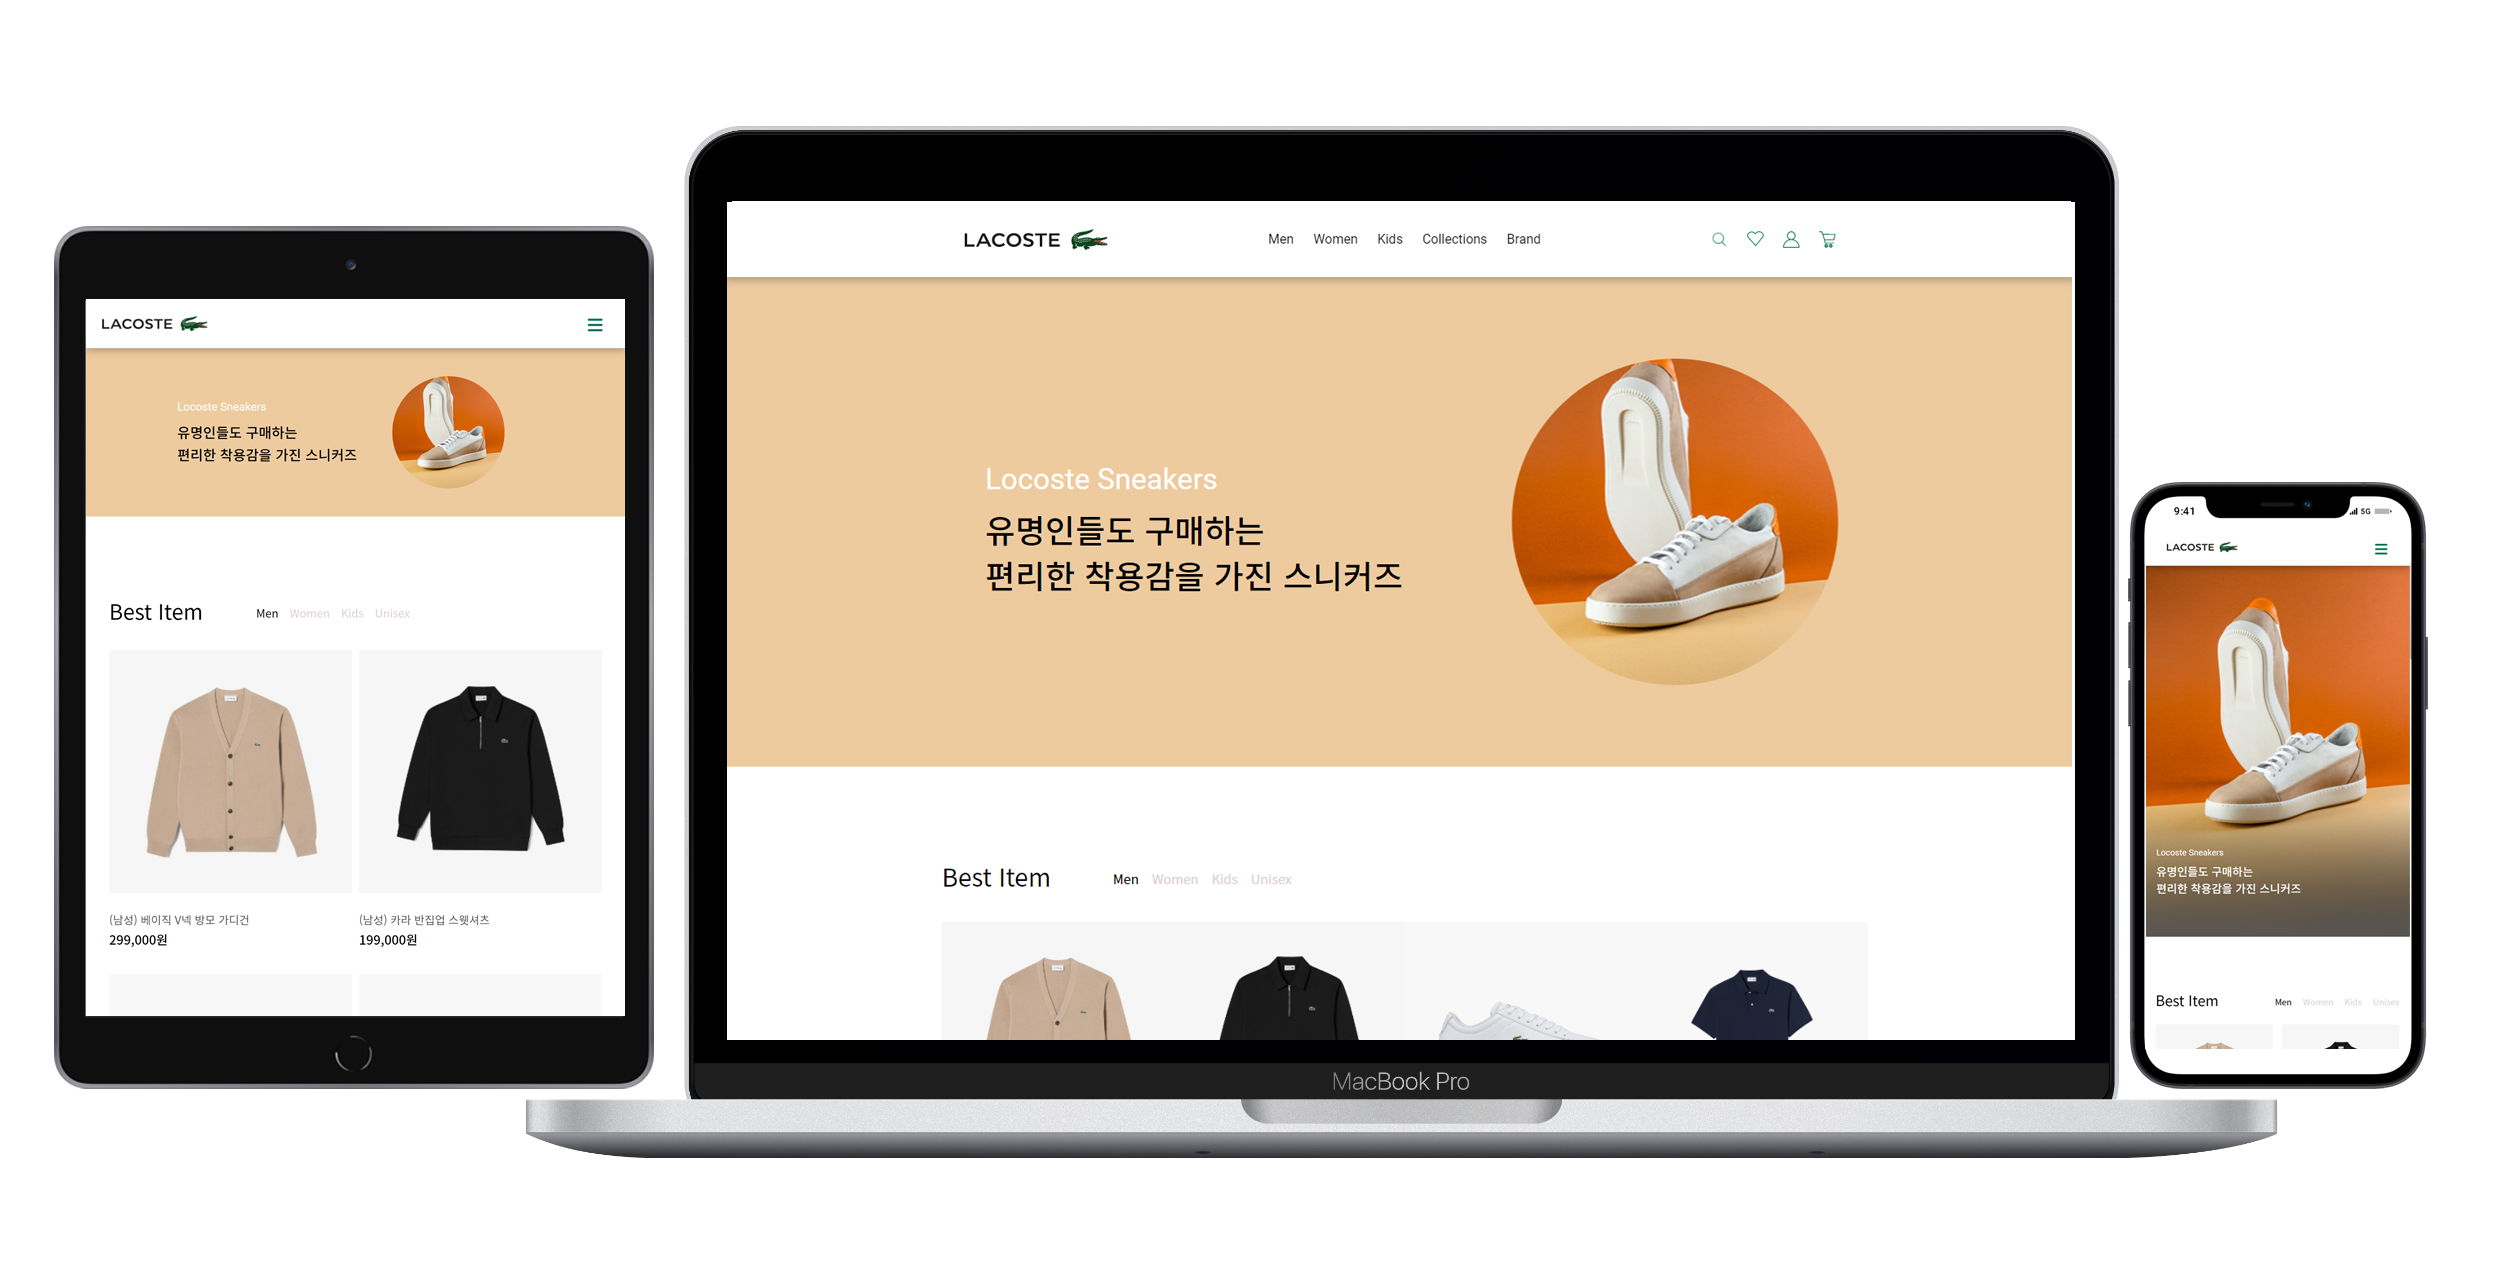 LACOSTE
Locoste Sneakers
유명인들도 구매하는
편리한 착용감을 가진 스니커즈
Best Item
Men Women Kids Unisex
(남성) 베이직 V넥 방모 가디건
299,000원
(남성) 카라 반집업 스웻셔츠
199,000원
LACOSTE
Men Women Kids Collections Brand
Locoste Sneakers
유명인들도 구매하는
편리한 착용감을 가진 스니커즈
Best Item
Men Women Kids Unisex
MacBook Pro
9:41
5G
LACOSTE
Locoste Sneakers
유명인들도 구매하는
편리한 착용감을 가진 스니커즈
Best Item
Men Women Kids Unisex